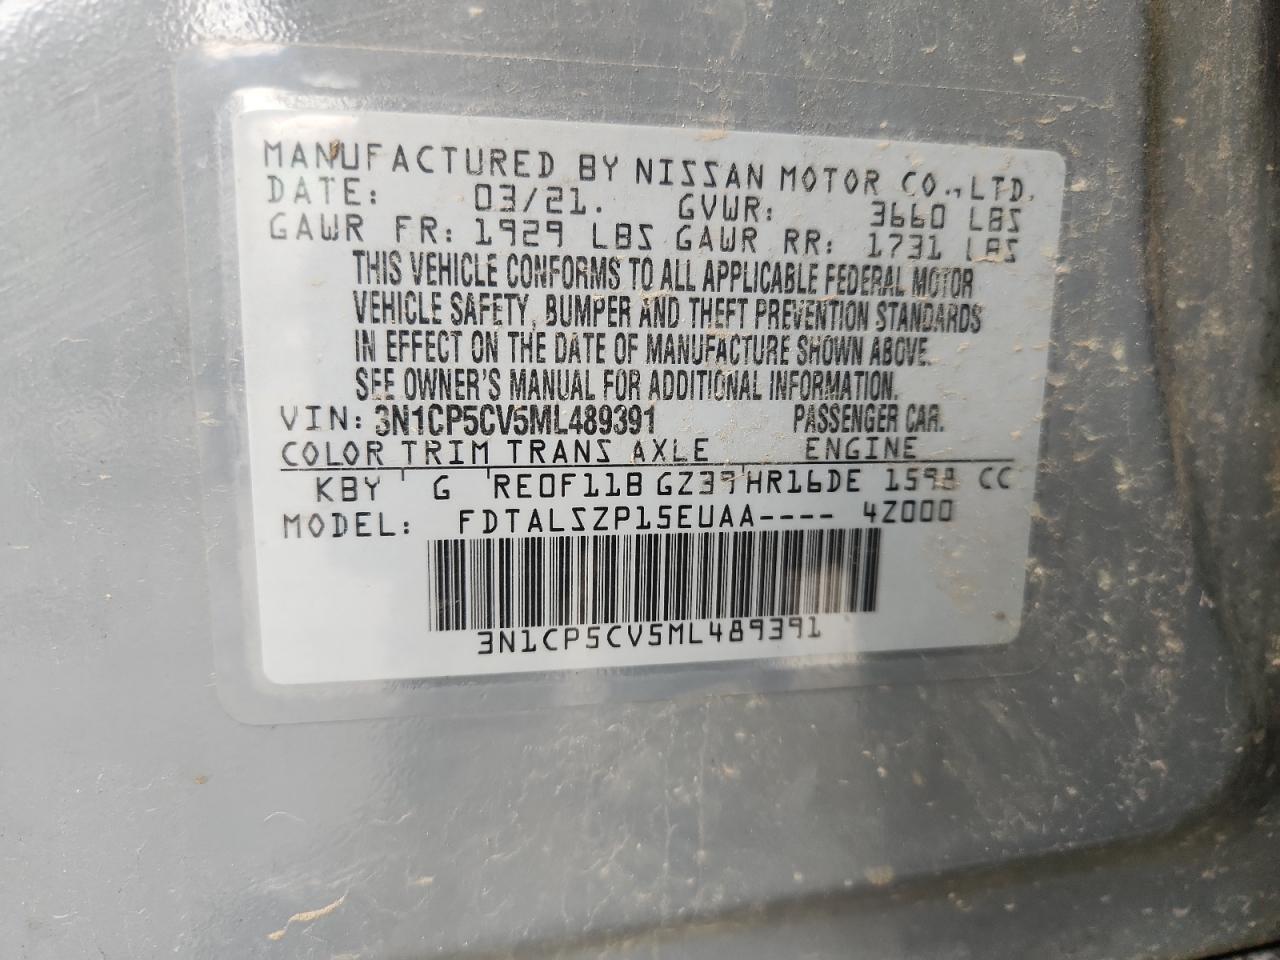 MANUFACTURED BY NISSAN MOTOR CO., LTD.
DATE: 03/21. GVWR: 3660 LBS
GAWR FR: 1929 LBS GAWR RR: 1731 LBS
THIS VEHICLE CONFORMS TO ALL APPLICABLE FEDERAL MOTOR
VEHICLE SAFETY, BUMPER AND THEFT PREVENTION STANDARDS
IN EFFECT ON THE DATE OF MANUFACTURE SHOWN ABOVE.
SEE OWNER'S MANUAL FOR ADDITIONAL INFORMATION.
VIN: 3N1CP5CV5ML489391 PASSENGER CAR.
COLOR TRIM TRANS AXLE ENGINE
KBY G RE0F11B GZ39 HR16DE 1598 CC
MODEL: FDTALSZP15EUAA---- 4Z000
3N1CP5CV5ML489391